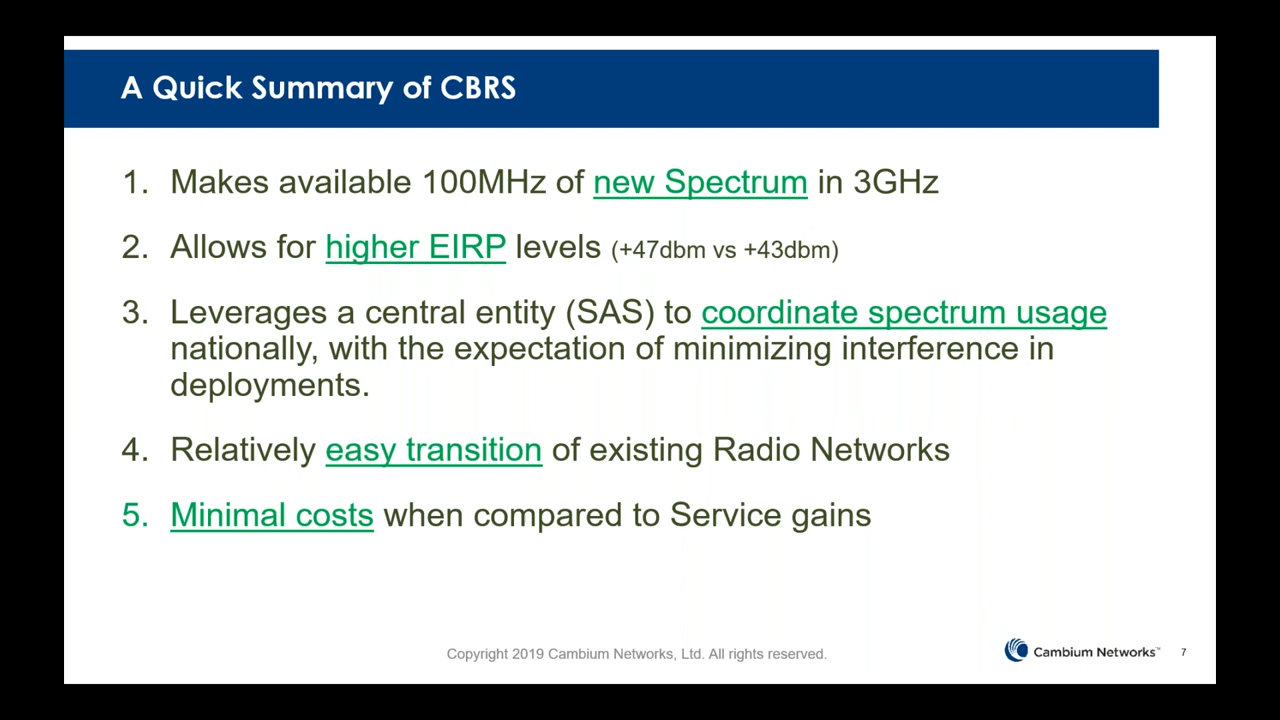 A Quick Summary of CBRS
1. Makes available 100MHz of new Spectrum in 3GHz
2. Allows for higher EIRP levels (+47dbm vs +43dbm)
3. Leverages a central entity (SAS) to coordinate spectrum usage
nationally, with the expectation of minimizing interference in
deployments.
4. Relatively easy transition of existing Radio Networks
5. Minimal costs when compared to Service gains
Copyright 2019 Cambium Networks, Ltd. All rights reserved.
Cambium Networks™
7